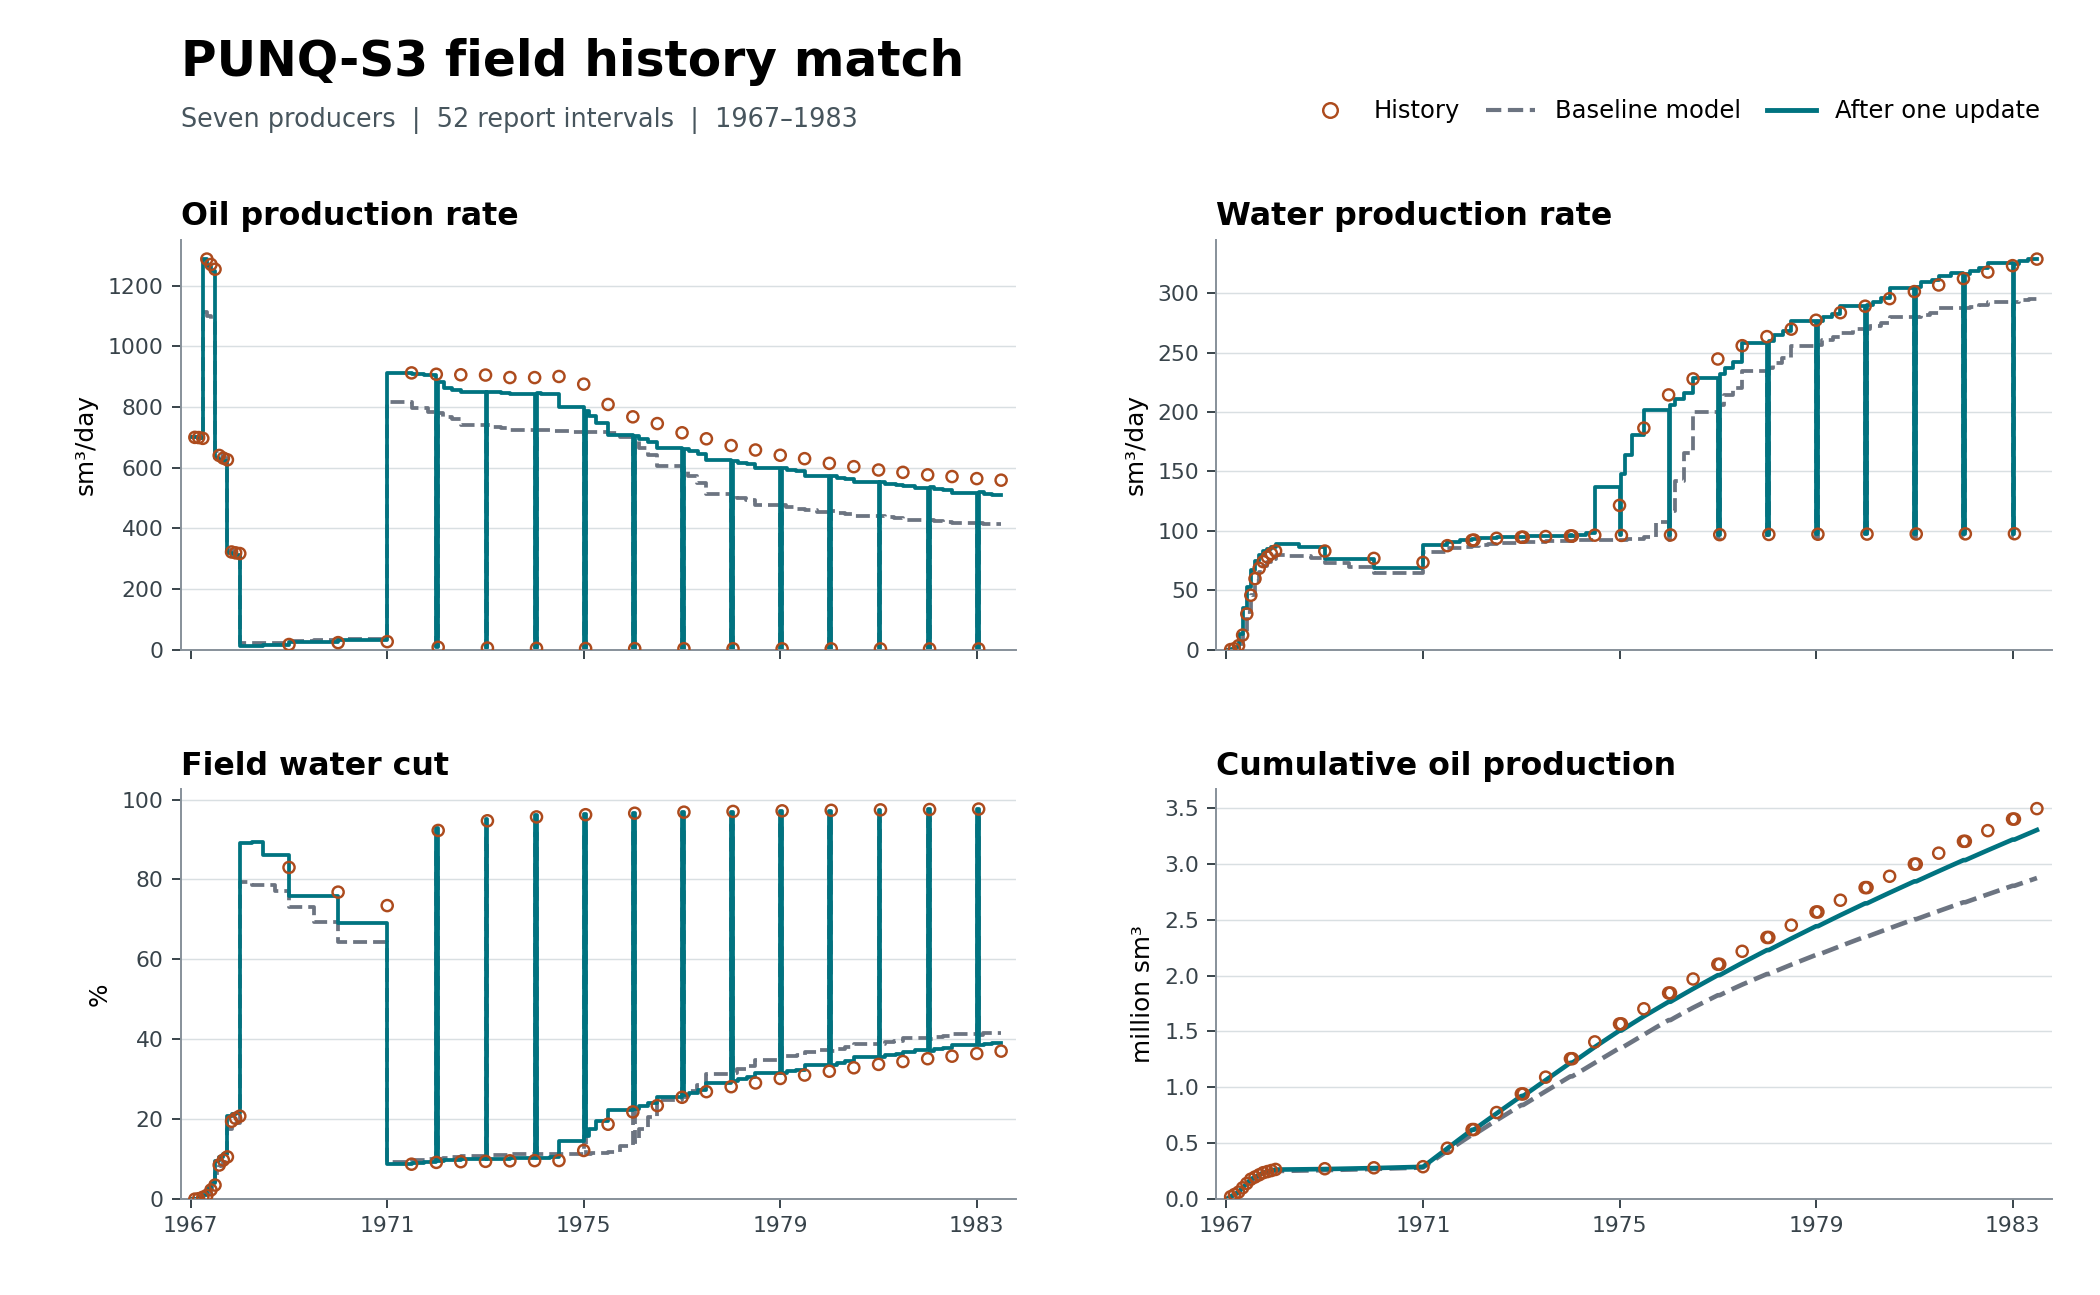 PUNQ-S3 field history match
Seven producers | 52 report intervals | 1967–1983
History
Baseline model
After one update
Oil production rate
sm³/day
1200
1000
800
600
400
200
0
Water production rate
sm³/day
300
250
200
150
100
50
0
Field water cut
%
100
80
60
40
20
0
1967 1971 1975 1979 1983
Cumulative oil production
million sm³
3.5
3.0
2.5
2.0
1.5
1.0
0.5
0.0
1967 1971 1975 1979 1983